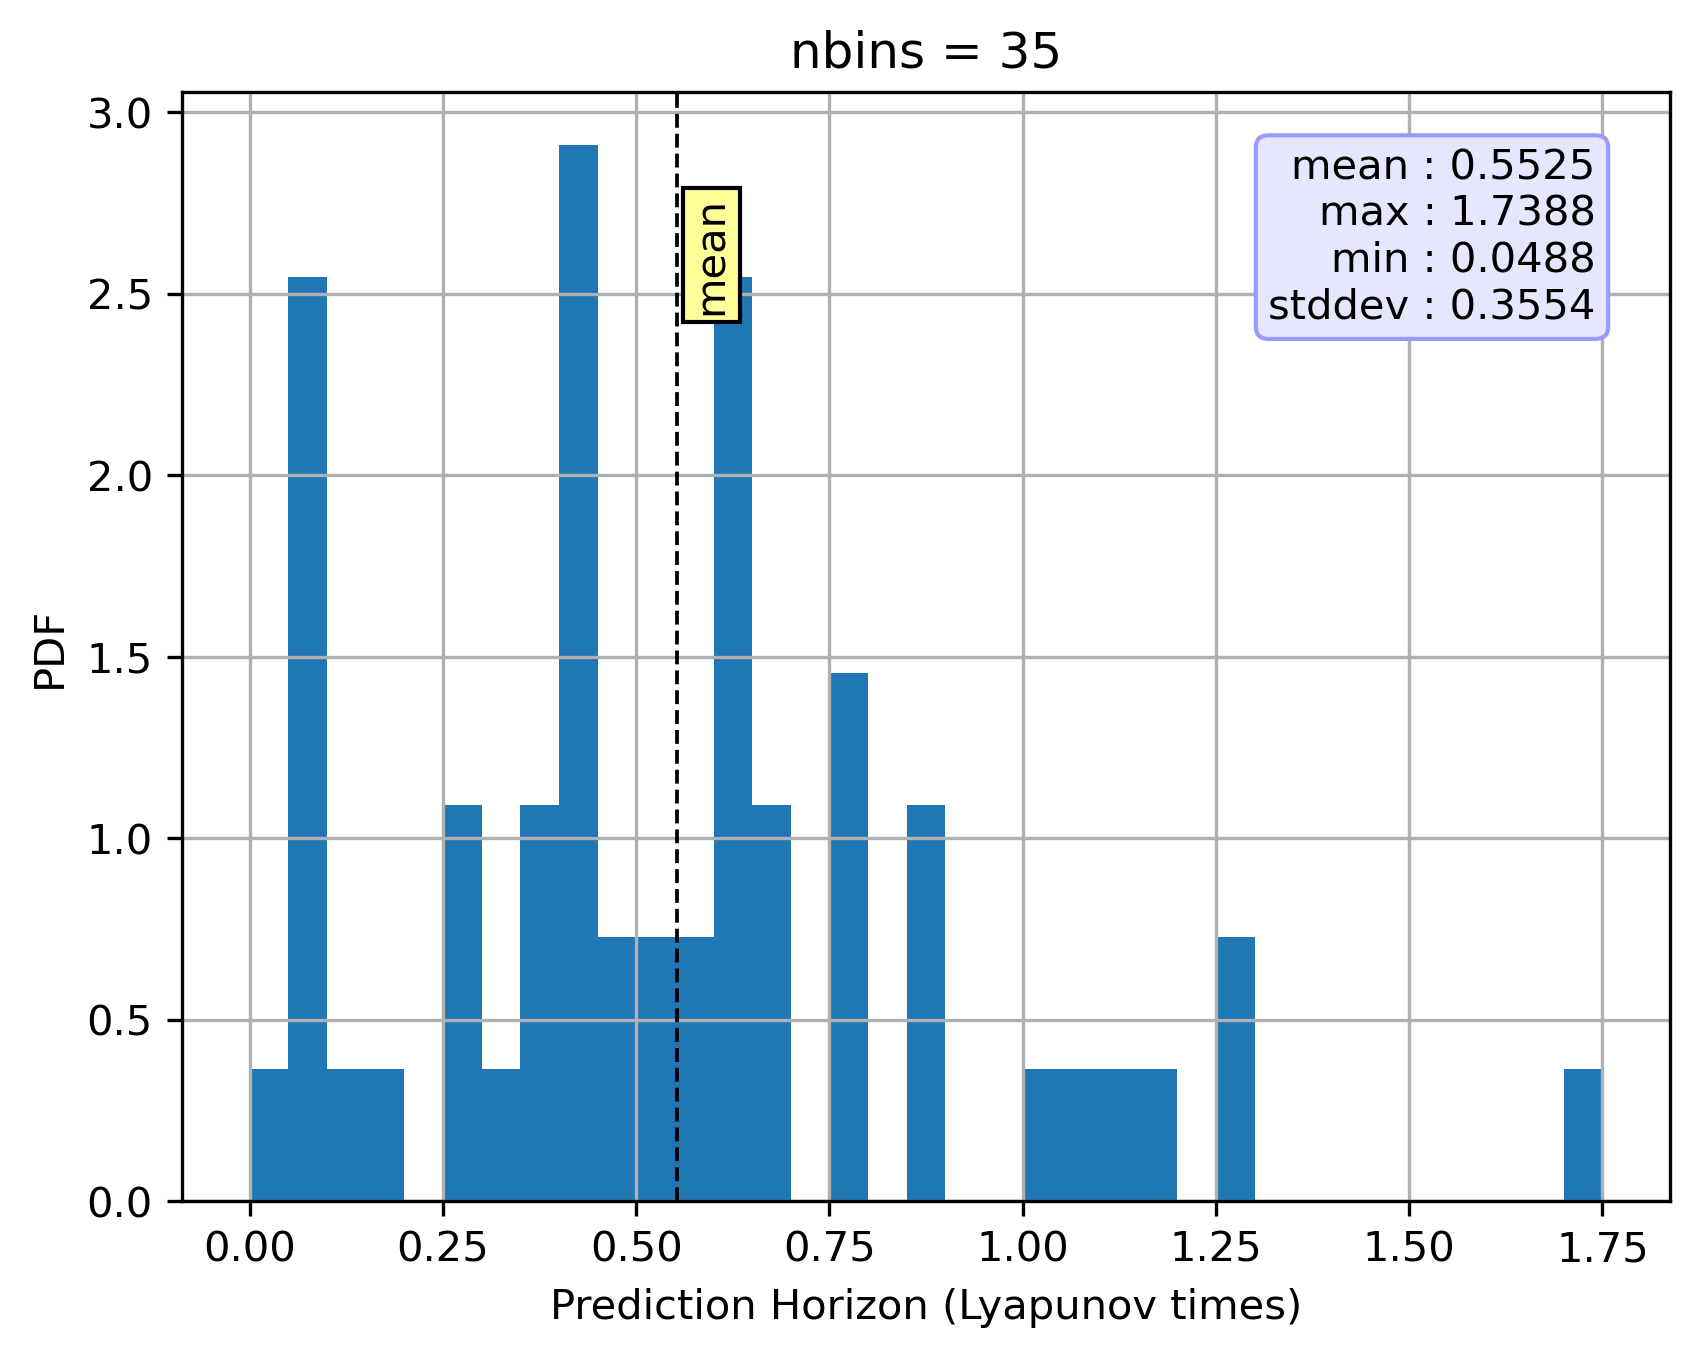 nbins = 35
3.0
2.5
2.0
1.5
1.0
0.5
0.0
PDF
mean
mean : 0.5525
max : 1.7388
min : 0.0488
stddev : 0.3554
0.00 0.25 0.50 0.75 1.00 1.25 1.50 1.75
Prediction Horizon (Lyapunov times)